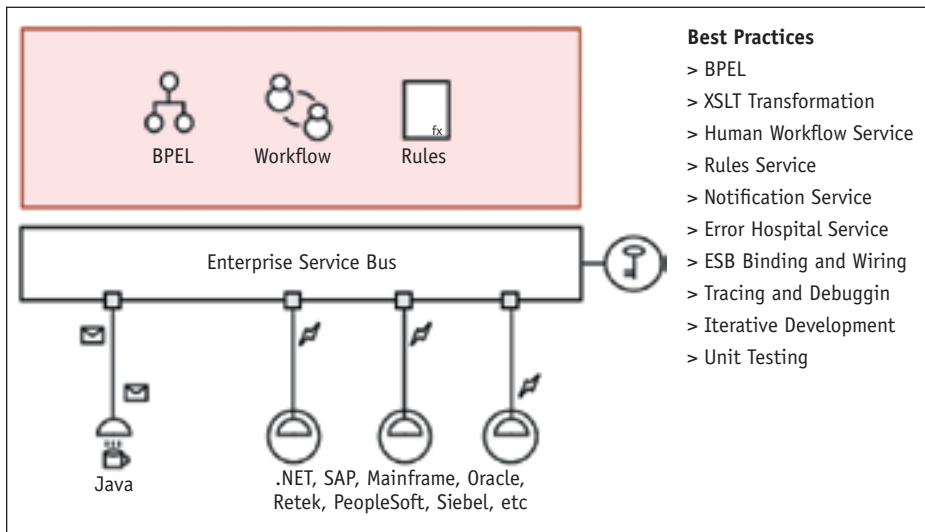 BPEL
Workflow
fx
Rules
Enterprise Service Bus
Java
.NET, SAP, Mainframe, Oracle,
Retek, PeopleSoft, Siebel, etc
Best Practices
> BPEL
> XSLT Transformation
> Human Workflow Service
> Rules Service
> Notification Service
> Error Hospital Service
> ESB Binding and Wiring
> Tracing and Debuggin
> Iterative Development
> Unit Testing